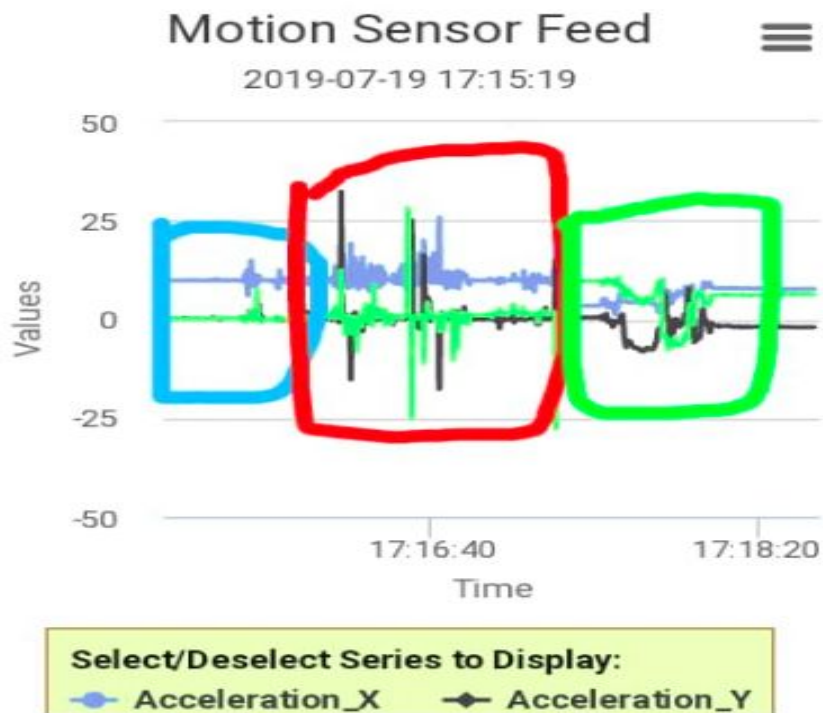 Motion Sensor Feed
2019-07-19 17:15:19
50
25
0
-25
-50
Values
17:16:40 17:18:20
Time
Select/Deselect Series to Display:
Acceleration_X Acceleration_Y